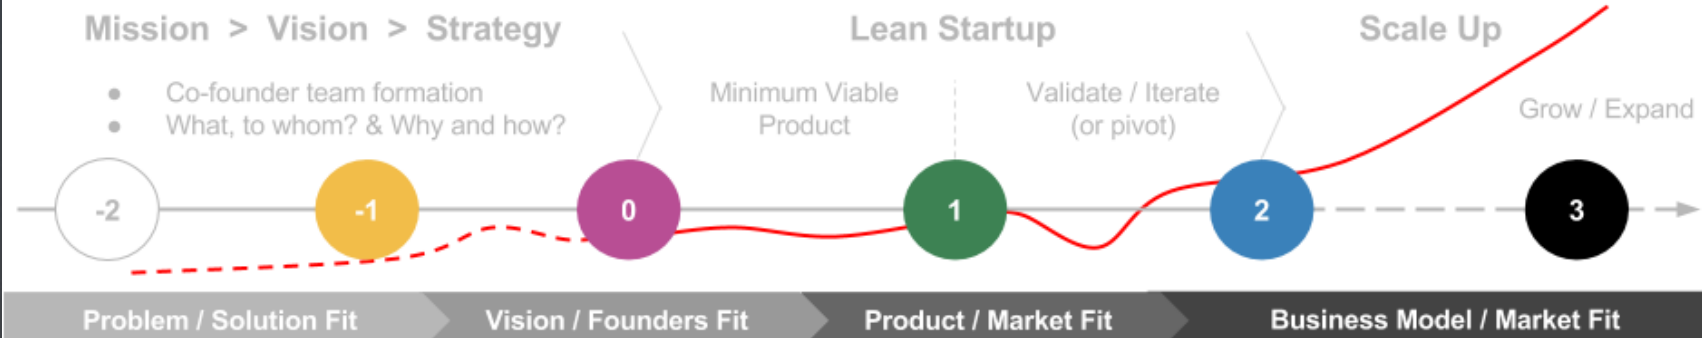 Mission > Vision > Strategy
Lean Startup
Scale Up
● Co-founder team formation
● What, to whom? & Why and how?
Minimum Viable
Product
Validate / Iterate
(or pivot)
Grow / Expand
-2
-1
0
1
2
3
Problem / Solution Fit
Vision / Founders Fit
Product / Market Fit
Business Model / Market Fit